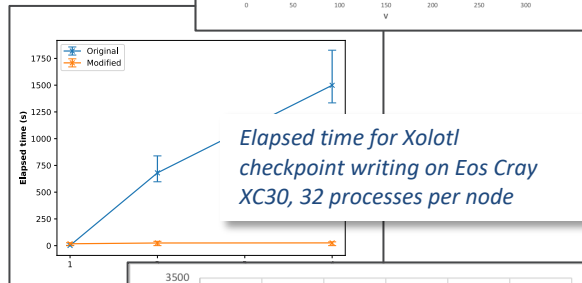 0 50 90 150 200 250 300
v
Original
Modified
1750
1500
1250
1000
750
500
250
0
Elapsed time (s)
1
Elapsed time for Xolotl
checkpoint writing on Eos Cray
XC30, 32 processes per node
3500